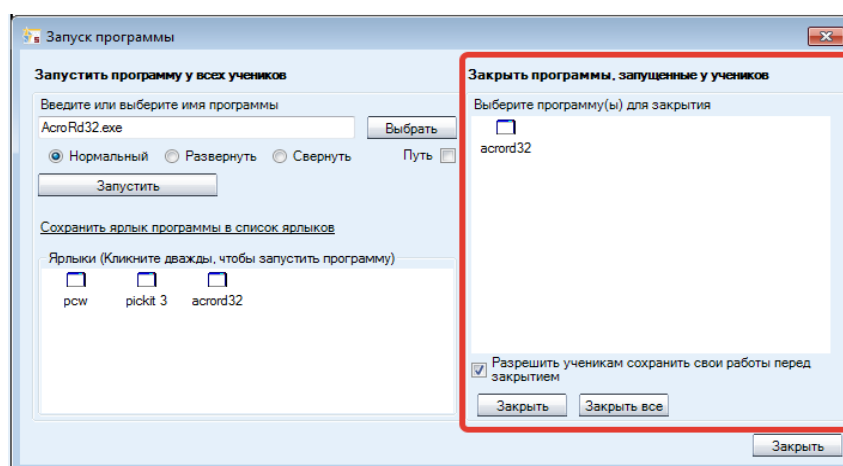 Запуск программы
Запустить программу у всех учеников
Введите или выберите имя программы
AcroRd32.exe
Выбрать
Нормальный Развернуть Свернуть Путь
Запустить
Сохранить ярлык программы в список ярлыков
Ярлыки (Кликните дважды, чтобы запустить программу)
pcw pickit 3 acrord32
Закрыть программы, запущенные у учеников
Выберите программу(ы) для закрытия
acrord32
Разрешить ученикам сохранить свои работы перед
закрытием
Закрыть Закрыть все
Закрыть